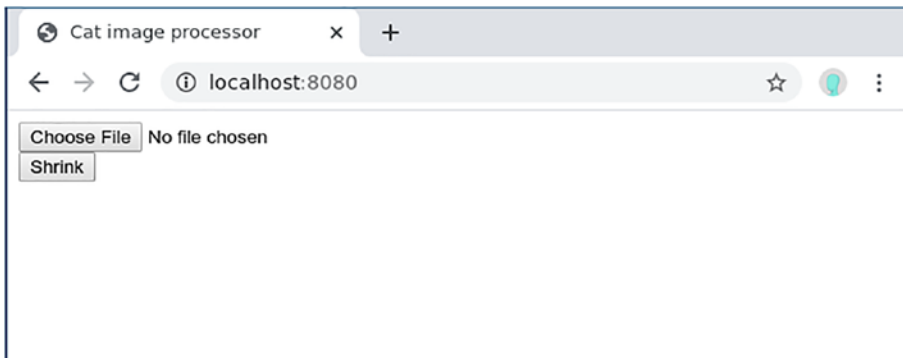 Cat image processor
localhost:8080
Choose File No file chosen
Shrink